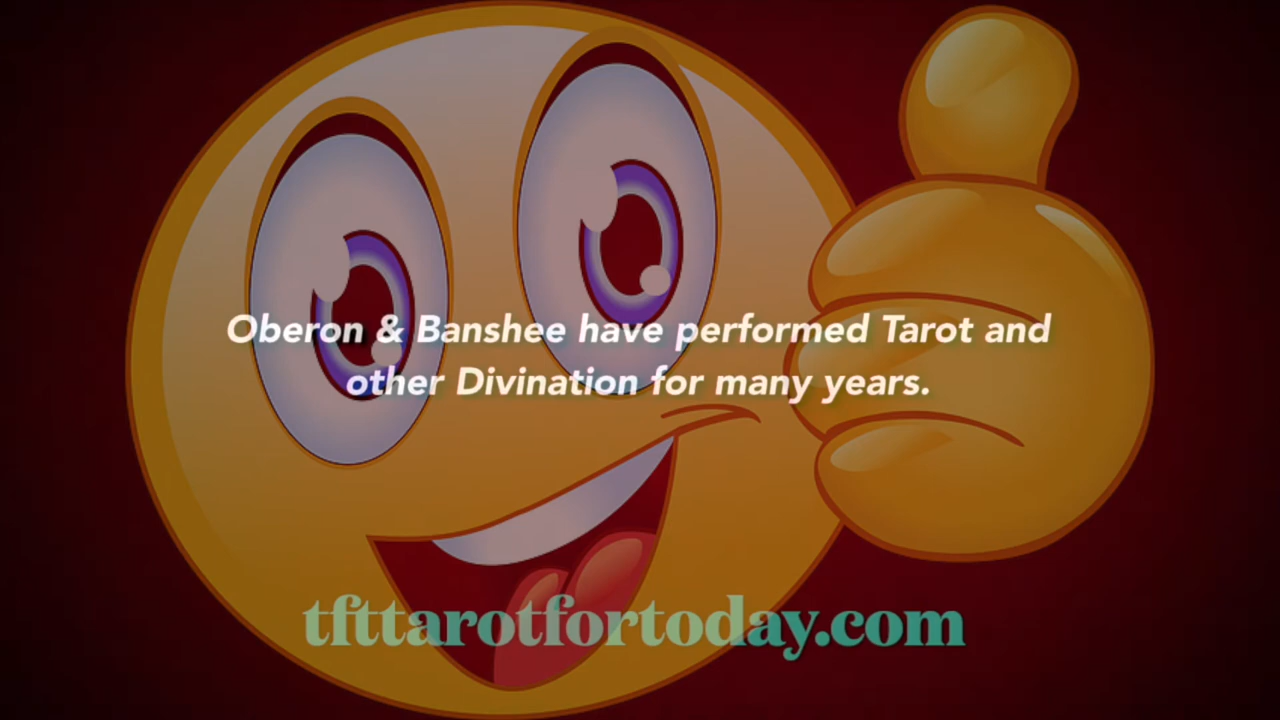 Oberon & Banshee have performed Tarot and
other Divination for many years.
tfttarotfortoday.com